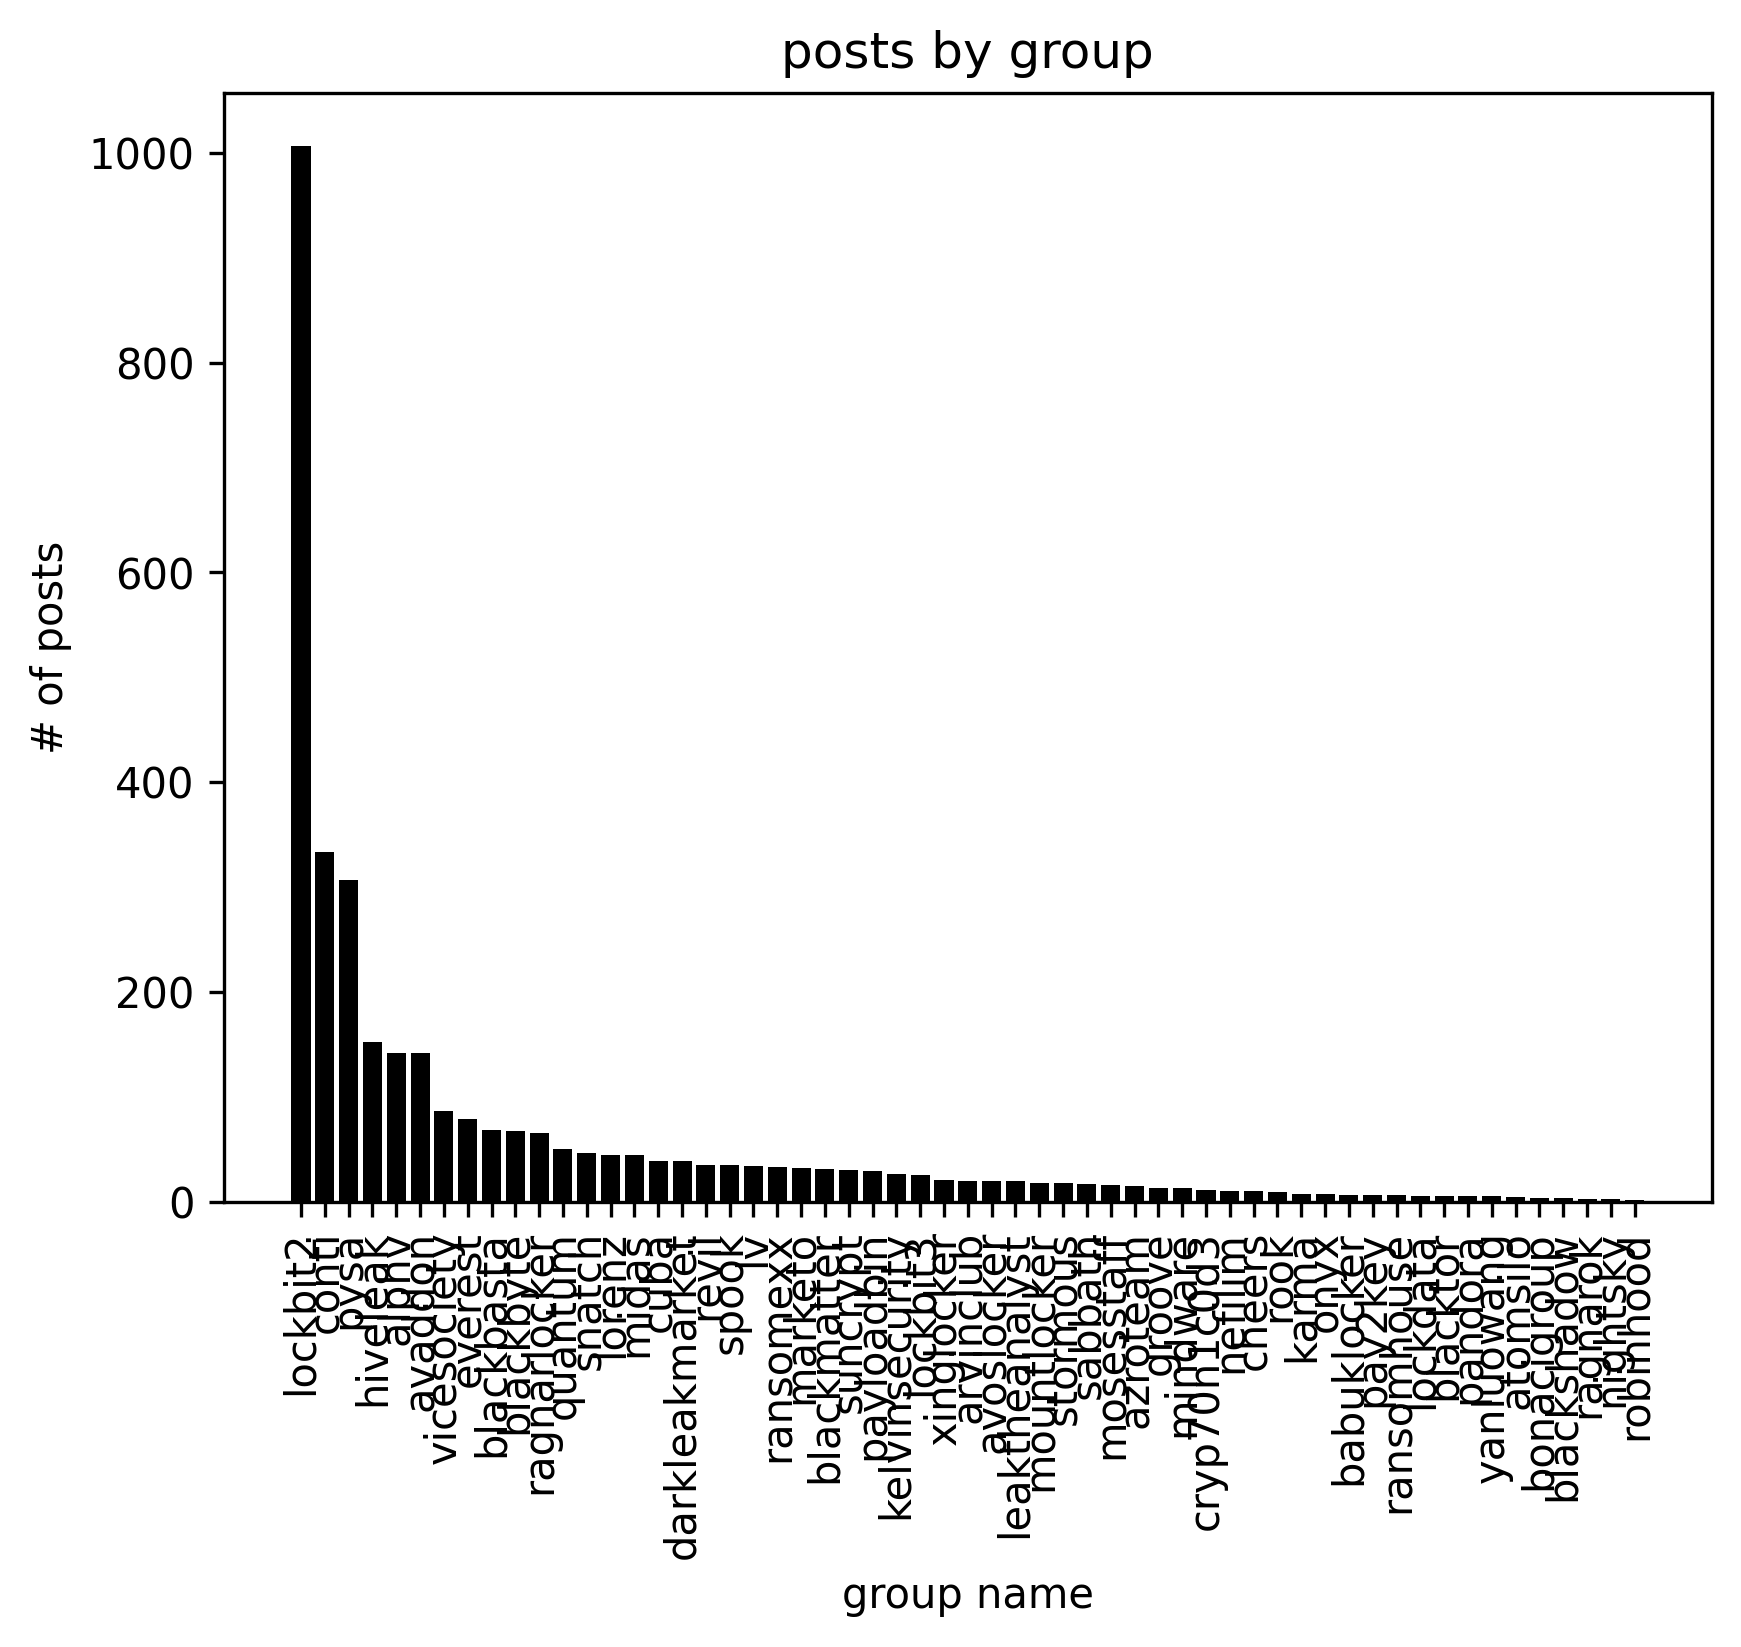 posts by group
# of posts
1000
800
600
400
200
0
lockbit2
conti
pysa
hiveleak
alphv
avaddon
vicesociety
everest
blackbasta
blackbyte
ragnarlocker
quantum
snatch
lorenz
midas
cuba
darkleakmarket
revil
spook
lv
ransomexx
marketo
blackmatter
suncrypt
payloadbin
kelvinsecurity
lockbit3
xinglocker
arvinclub
avoslocker
leaktheanalyst
mountlocker
stormous
sabbath
mosesstaff
azroteam
groove
mindware
cryp70n1c0d3
nefilim
cheers
rook
karma
onyx
babuklocker
pay2key
ransomhouse
lockdata
blacktor
pandora
yanluowang
atomsilo
bonacigroup
blackshadow
ragnarok
nightsky
robinhood
group name